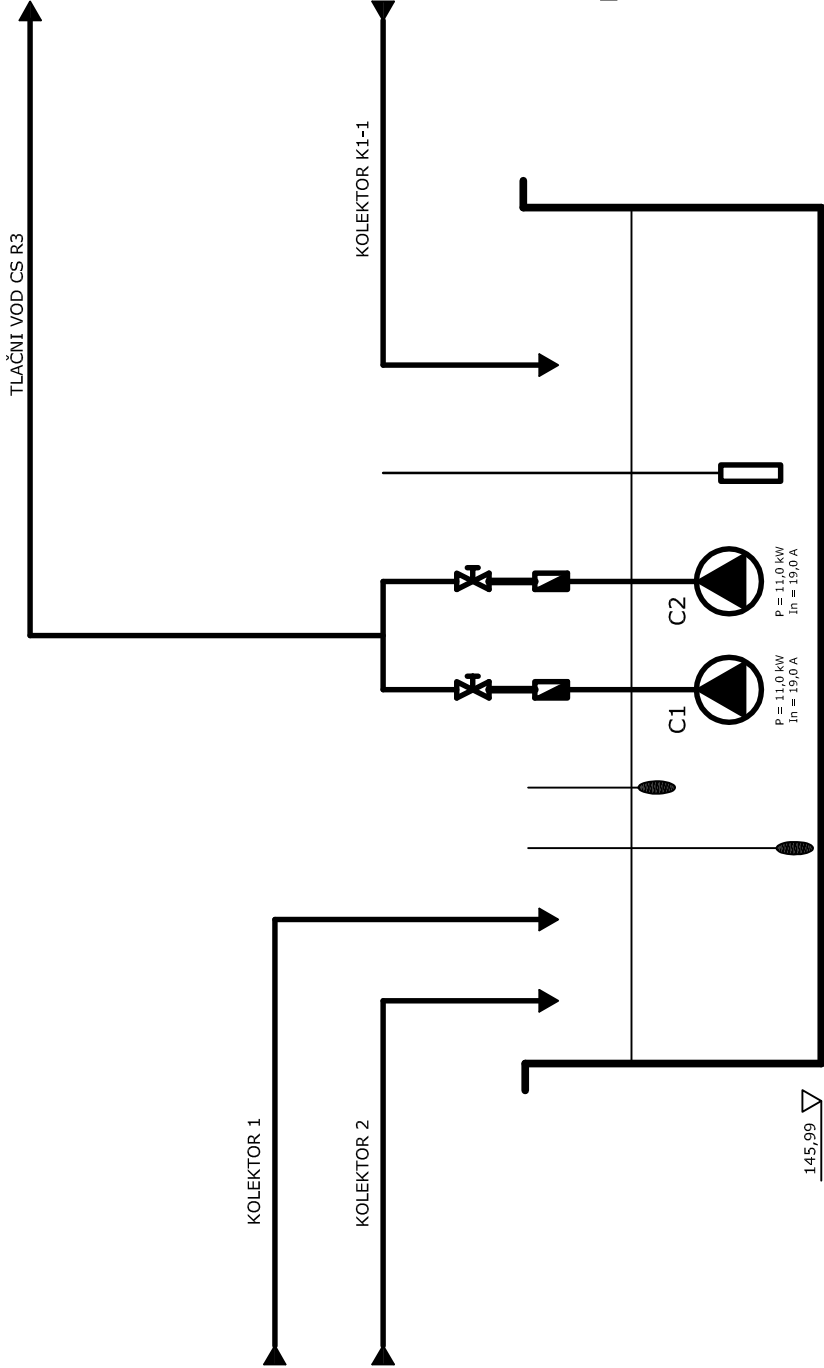 KOLEKTOR 1
KOLEKTOR 2
TLAČNI VOD CS R3
KOLEKTOR K1-1
C1
C2
P = 11,0 kW
In = 19,0 A
P = 11,0 kW
In = 19,0 A
145,99